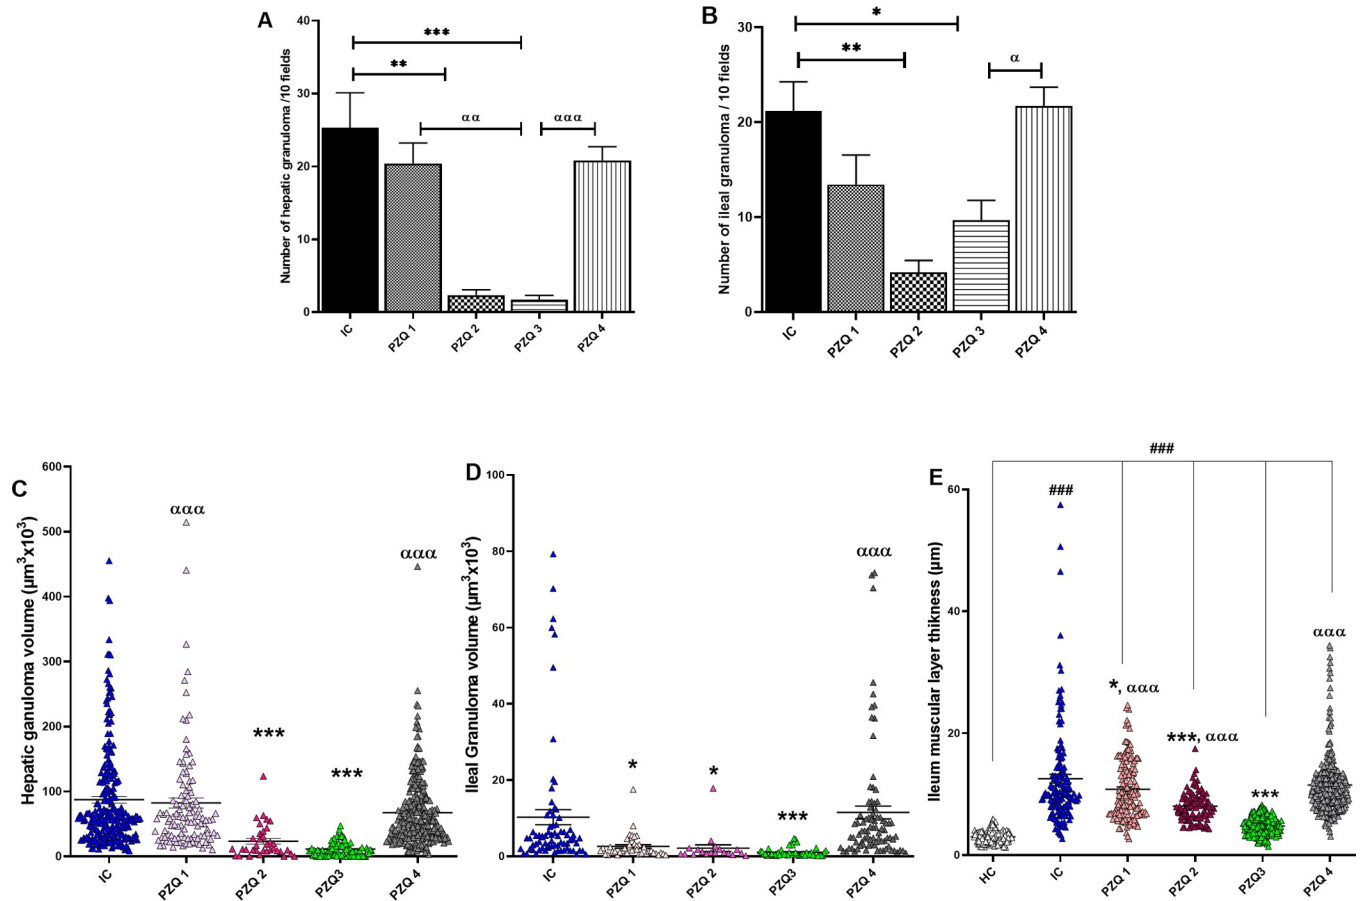 A
Number of hepatic granuloma /10 fields
40
30
20
10
0
***
**
αα
ααα
IC
PZQ 1
PZQ 2
PZQ 3
PZQ 4
B
Number of ileal granuloma / 10 fields
30
20
10
0
*
**
α
IC
PZQ 1
PZQ 2
PZQ 3
PZQ 4
C
Hepatic ganuloma volume (µm³x10³)
600
500
400
300
200
100
0
ααα
***
***
ααα
IC
PZQ 1
PZQ 2
PZQ3
PZQ 4
D
Ileal Granuloma volume (µm³x10³)
100
80
60
40
20
0
*
*
***
ααα
IC
PZQ 1
PZQ 2
PZQ3
PZQ 4
E
Ileum muscular layer thikness (µm)
60
40
20
0
###
###
*, ααα
***, ααα
***
ααα
HC
IC
PZQ 1
PZQ 2
PZQ3
PZQ 4